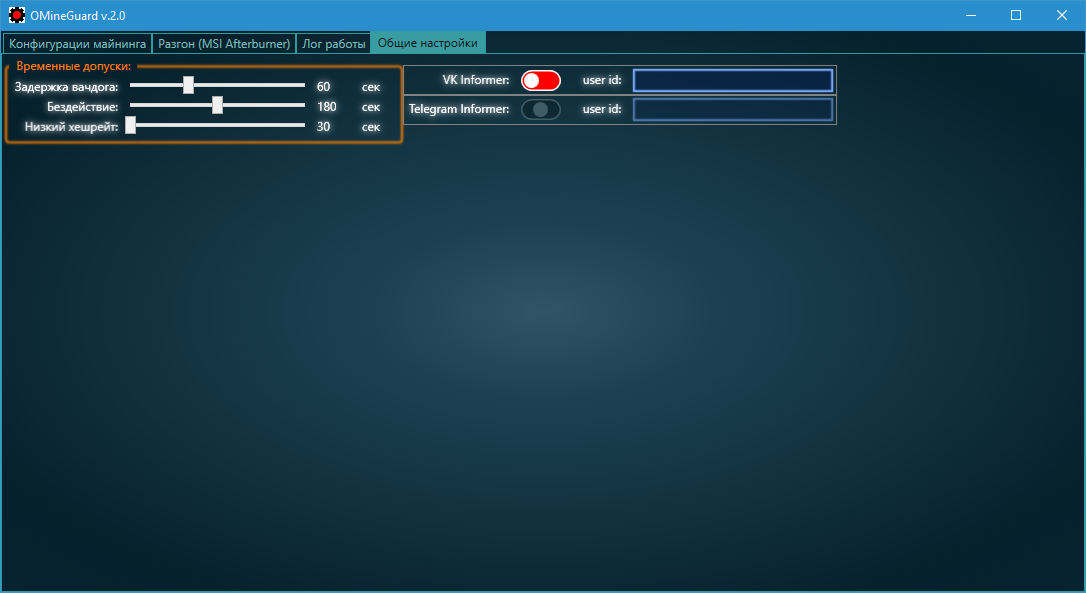 OMineGuard v.2.0
Конфигурации майнинга Разгон (MSI Afterburner) Лог работы Общие настройки
Временные допуски:
Задержка вачдога: 60 сек
Бездействие: 180 сек
Низкий хешрейт: 30 сек
VK Informer: user id:
Telegram Informer: user id: